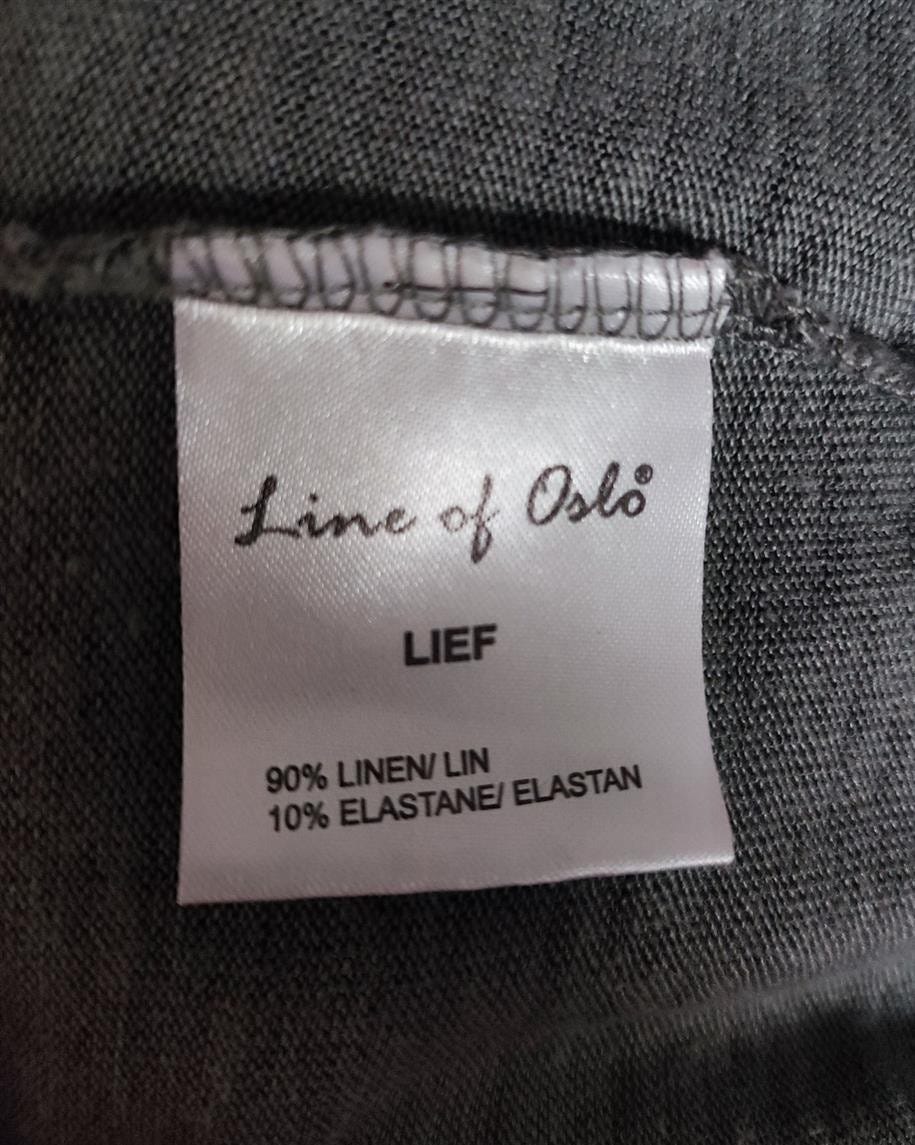 Line of Oslo®
LIEF
90% LINEN/ LIN
10% ELASTANE/ ELASTAN